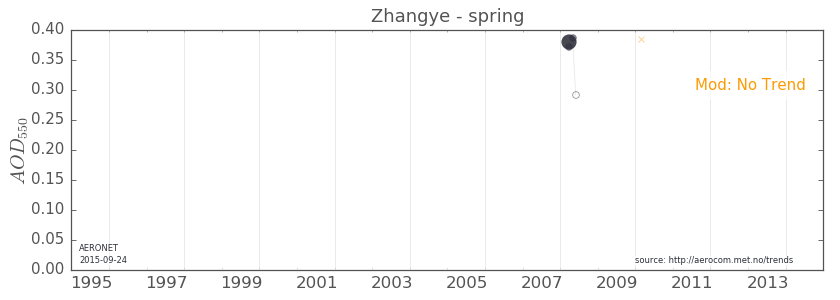 Zhangye - spring
0.40
0.35
0.30
0.25
0.20
0.15
0.10
0.05
0.00
AOD550
Mod: No Trend
AERONET
2015-09-24
source: http://aerocom.met.no/trends
1995 1997 1999 2001 2003 2005 2007 2009 2011 2013